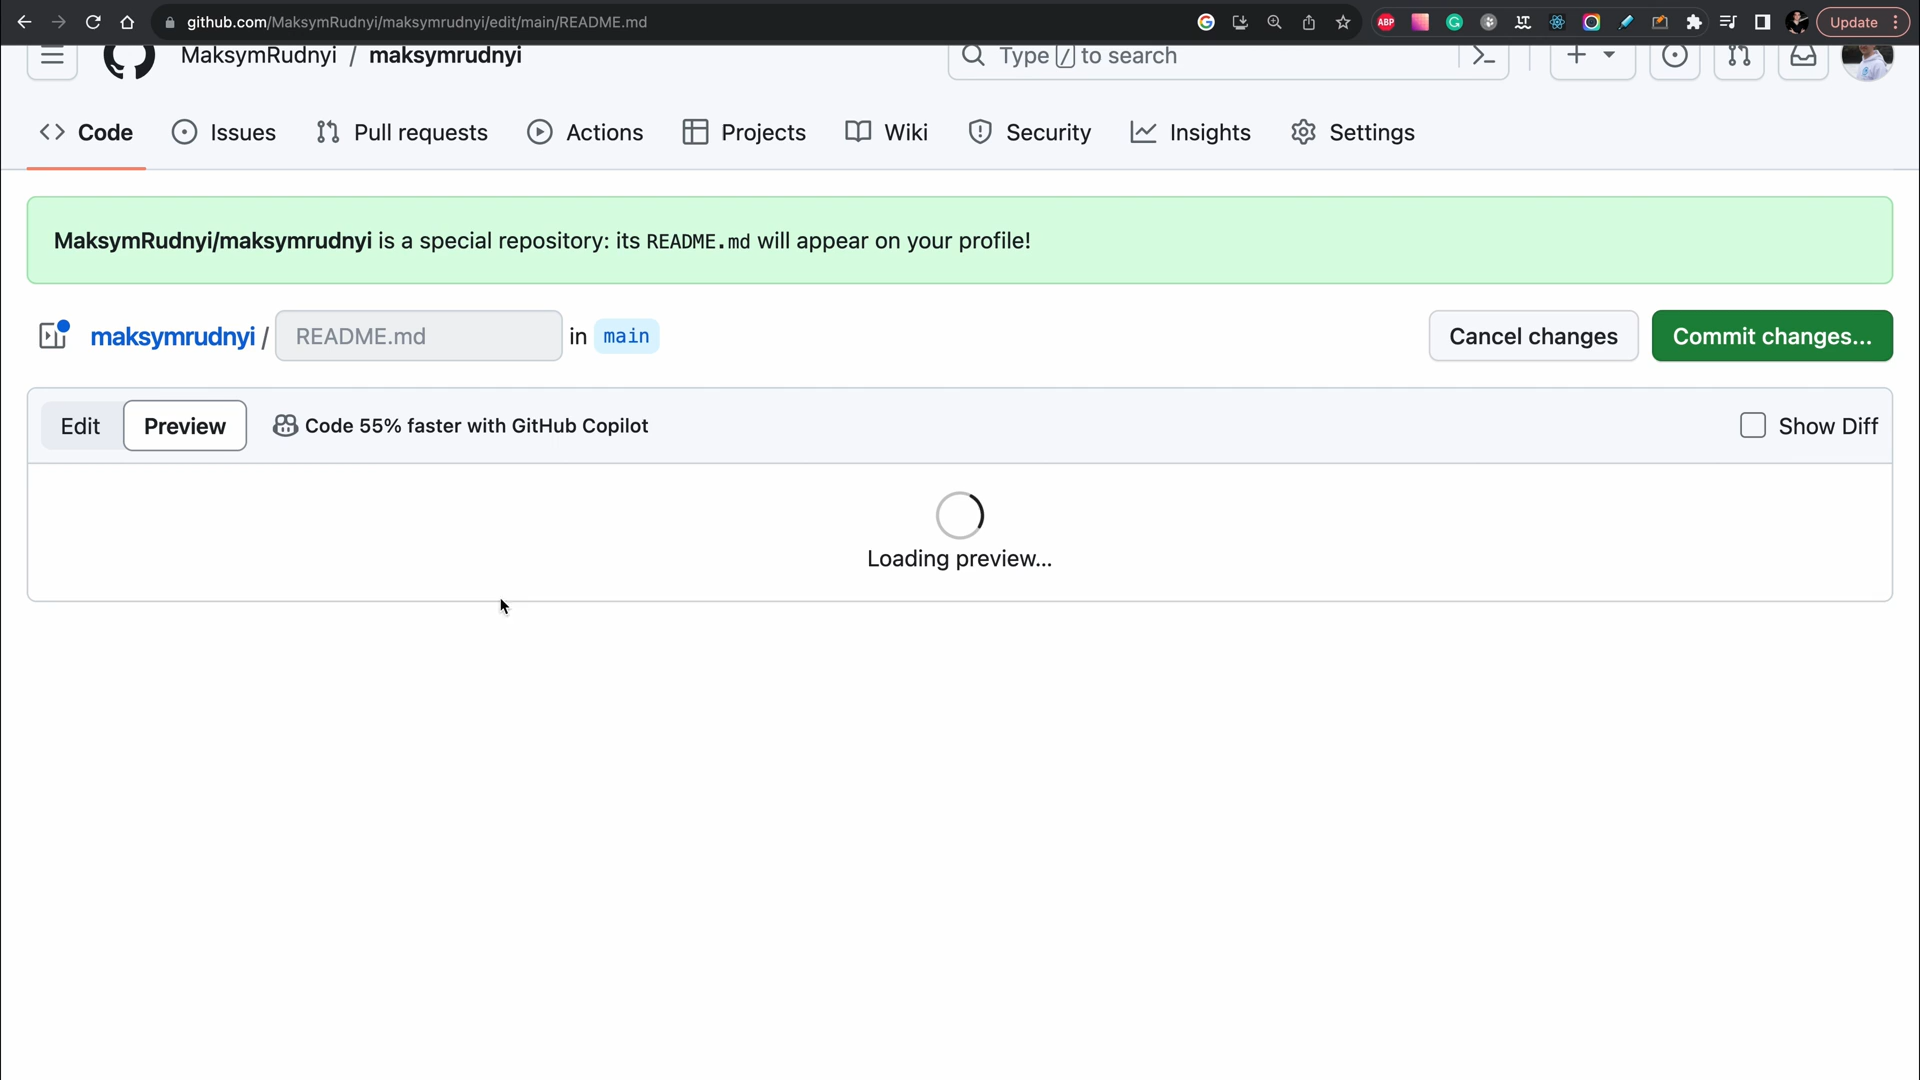 github.com/MaksymRudnyi/maksymrudnyi/edit/main/README.md
ABP
Update
MaksymRudnyi / maksymrudnyi
Type / to search
Code
Issues
Pull requests
Actions
Projects
Wiki
Security
Insights
Settings
MaksymRudnyi/maksymrudnyi is a special repository: its README.md will appear on your profile!
maksymrudnyi / README.md in main
Cancel changes
Commit changes...
Edit
Preview
Code 55% faster with GitHub Copilot
Show Diff
Loading preview...